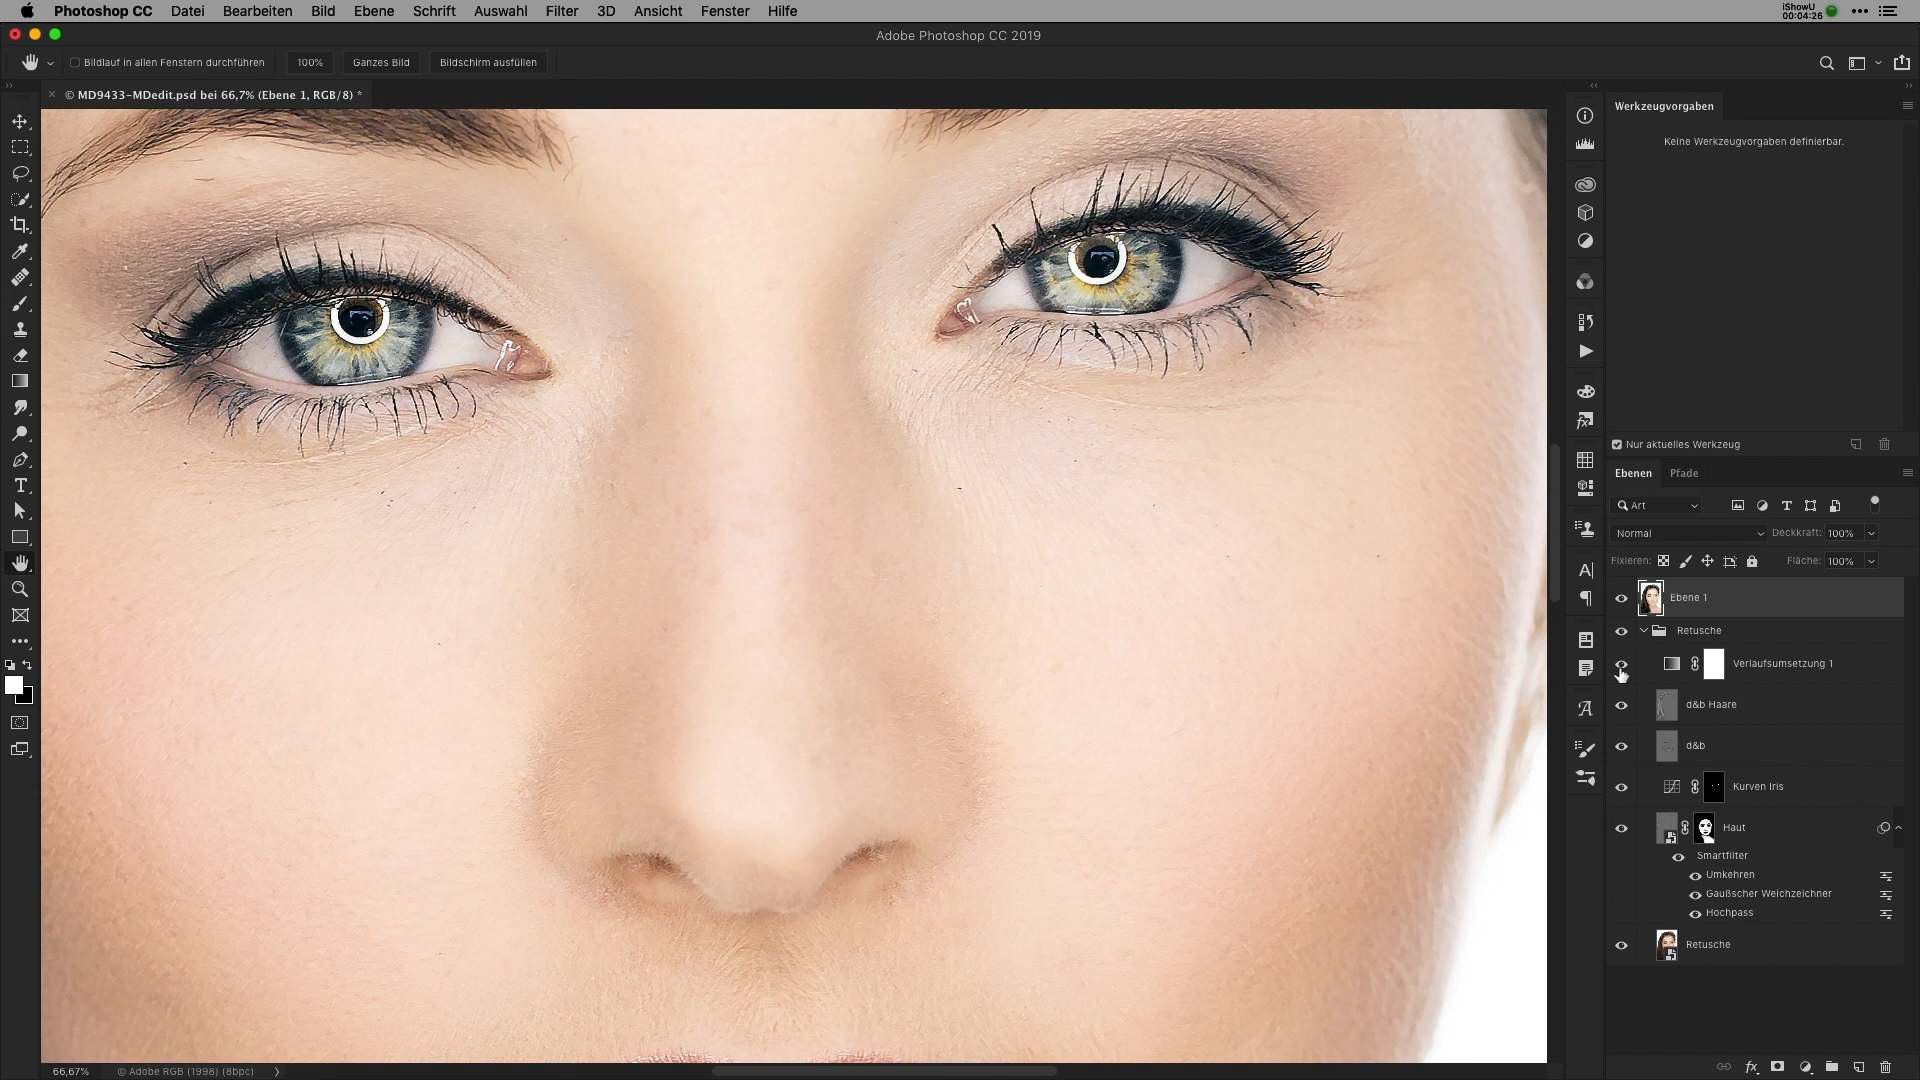 Photoshop CC Datei Bearbeiten Bild Ebene Schrift Auswahl Filter 3D Ansicht Fenster Hilfe
iShowU
00:04:26
Adobe Photoshop CC 2019
Bildlauf in allen Fenstern durchführen 100% Ganzes Bild Bildschirm ausfüllen
© MD9433-MDedit.psd bei 66,7% (Ebene 1, RGB/8) *
Werkzeugvorgaben
Keine Werkzeugvorgaben definierbar.
Nur aktuelles Werkzeug
Ebenen Pfade
Art
Normal Deckkraft: 100%
Fixieren: Fläche: 100%
Ebene 1
Retusche
Verlaufsumsetzung 1
d&b Haare
d&b
Kurven Iris
Haut
Smartfilter
Umkehren
Gaußscher Weichzeichner
Hochpass
Retusche
66,67% © Adobe RGB (1998) (8bpc)